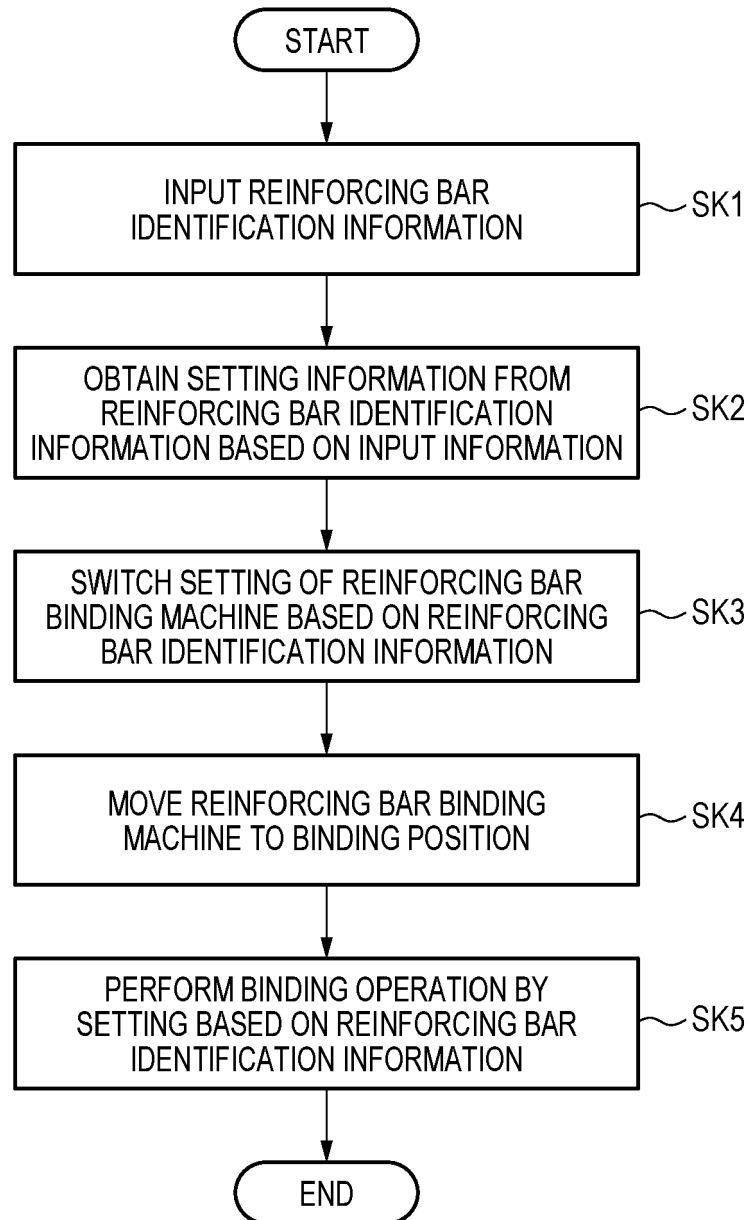 START
INPUT REINFORCING BAR
IDENTIFICATION INFORMATION
SK1
OBTAIN SETTING INFORMATION FROM
REINFORCING BAR IDENTIFICATION
INFORMATION BASED ON INPUT INFORMATION
SK2
SWITCH SETTING OF REINFORCING BAR
BINDING MACHINE BASED ON REINFORCING
BAR IDENTIFICATION INFORMATION
SK3
MOVE REINFORCING BAR BINDING
MACHINE TO BINDING POSITION
SK4
PERFORM BINDING OPERATION BY
SETTING BASED ON REINFORCING BAR
IDENTIFICATION INFORMATION
SK5
END